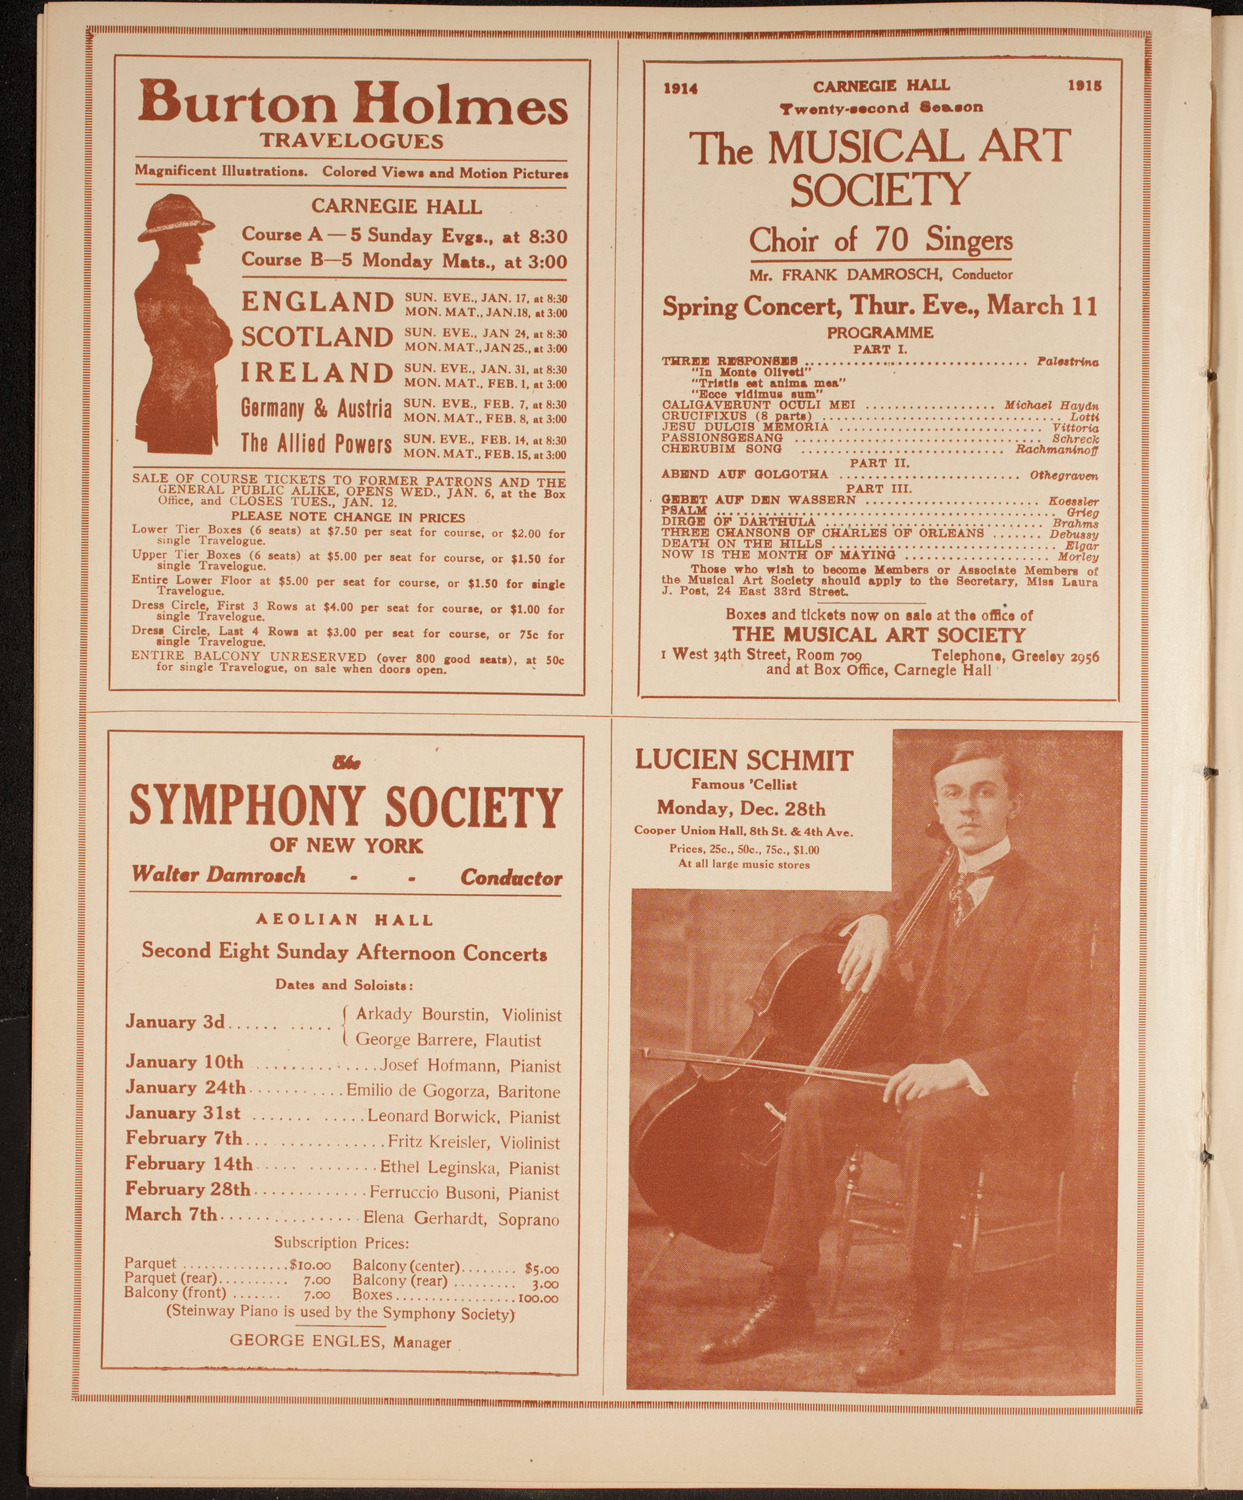 Burton Holmes
TRAVELOGUES
Magnificent Illustrations. Colored Views and Motion Pictures
CARNEGIE HALL
Course A — 5 Sunday Evgs., at 8:30
Course B—5 Monday Mats., at 3:00
ENGLAND SUN. EVE., JAN. 17, at 8:30
MON. MAT., JAN. 18, at 3:00
SCOTLAND SUN. EVE., JAN 24, at 8:30
MON. MAT., JAN 25., at 3:00
IRELAND SUN. EVE., JAN. 31, at 8:30
MON. MAT., FEB. 1, at 3:00
Germany & Austria SUN. EVE., FEB. 7, at 8:30
MON. MAT., FEB. 8, at 3:00
The Allied Powers SUN. EVE., FEB. 14, at 8:30
MON. MAT., FEB. 15, at 3:00
SALE OF COURSE TICKETS TO FORMER PATRONS AND THE
GENERAL PUBLIC ALIKE, OPENS WED., JAN. 6, at the Box
Office, and CLOSES TUES., JAN. 12.
PLEASE NOTE CHANGE IN PRICES
Lower Tier Boxes (6 seats) at $7.50 per seat for course, or $2.00 for
single Travelogue.
Upper Tier Boxes (6 seats) at $5.00 per seat for course, or $1.50 for
single Travelogue.
Entire Lower Floor at $5.00 per seat for course, or $1.50 for single
Travelogue.
Dress Circle, First 3 Rows at $4.00 per seat for course, or $1.00 for
single Travelogue.
Dress Circle, Last 4 Rows at $3.00 per seat for course, or 75c for
single Travelogue.
ENTIRE BALCONY UNRESERVED (over 800 good seats), at 50c
for single Travelogue, on sale when doors open.
1914 CARNEGIE HALL 1915
Twenty-second Season
The MUSICAL ART
SOCIETY
Choir of 70 Singers
Mr. FRANK DAMROSCH, Conductor
Spring Concert, Thur. Eve., March 11
PROGRAMME
PART I.
THREE RESPONSES ........ Palestrina
"In Monte Oliveti"
"Tristis est anima mea"
"Ecce vidimus eum"
CALIGAVERUNT OCULI MEI ........ Michael Haydn
CRUCIFIXUS (8 parts) ........ Lotti
JESU DULCIS MEMORIA ........ Vittoria
PASSIONSGESANG ........ Schreck
CHERUBIM SONG ........ Rachmaninoff
PART II.
ABEND AUF GOLGOTHA ........ Othegraven
PART III.
GEBET AUF DEN WASSERN ........ Koessler
PSALM ........ Grieg
DIRGE OF DARTHULA ........ Brahms
THREE CHANSONS OF CHARLES OF ORLEANS ....... Debussy
DEATH ON THE HILLS ........ Elgar
NOW IS THE MONTH OF MAYING ........ Morley
Those who wish to become Members or Associate Members of
the Musical Art Society should apply to the Secretary, Miss Laura
J. Post, 24 East 33rd Street.
Boxes and tickets now on sale at the office of
THE MUSICAL ART SOCIETY
1 West 34th Street, Room 709 Telephone, Greeley 2956
and at Box Office, Carnegie Hall
The
SYMPHONY SOCIETY
OF NEW YORK
Walter Damrosch - - Conductor
AEOLIAN HALL
Second Eight Sunday Afternoon Concerts
Dates and Soloists:
January 3d........... { Arkady Bourstin, Violinist
George Barrere, Flautist
January 10th ..............Josef Hofmann, Pianist
January 24th...........Emilio de Gogorza, Baritone
January 31st ............Leonard Borwick, Pianist
February 7th................Fritz Kreisler, Violinist
February 14th.............Ethel Leginska, Pianist
February 28th.............Ferruccio Busoni, Pianist
March 7th................Elena Gerhardt, Soprano
Subscription Prices:
Parquet ..............$10.00 Balcony (center)........ $5.00
Parquet (rear).......... 7.00 Balcony (rear) ......... 3.00
Balcony (front) ....... 7.00 Boxes.................100.00
(Steinway Piano is used by the Symphony Society)
GEORGE ENGLES, Manager
LUCIEN SCHMIT
Famous 'Cellist
Monday, Dec. 28th
Cooper Union Hall, 8th St. & 4th Ave.
Prices, 25c., 50c., 75c., $1.00
At all large music stores